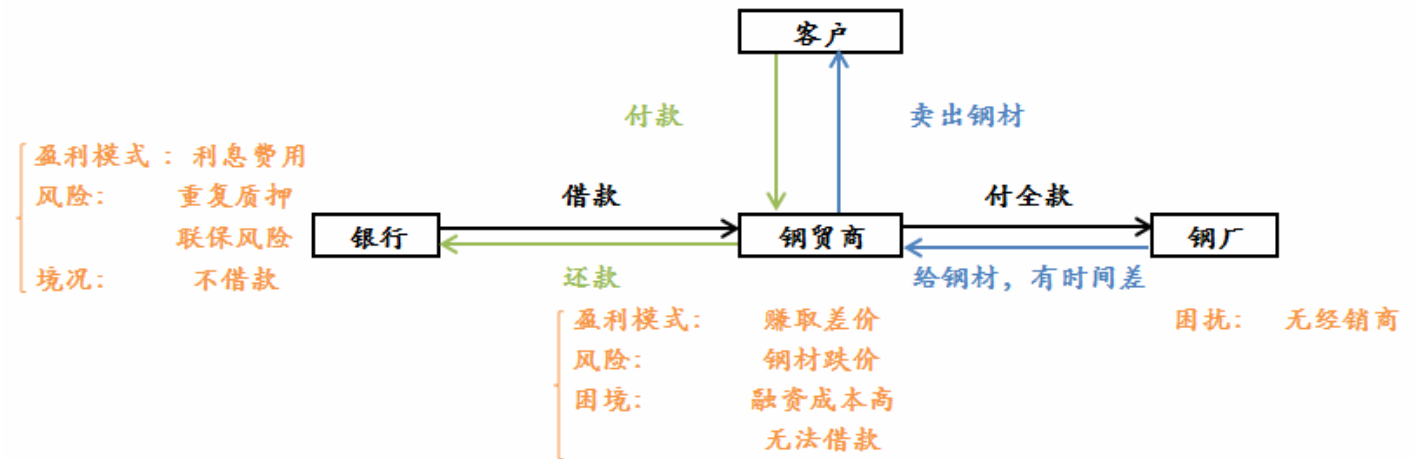 客户
付款
卖出钢材
盈利模式 : 利息费用
风险: 重复质押
联保风险
境况: 不借款
借款
付全款
银行
钢贸商
钢厂
还款
给钢材，有时间差
盈利模式: 赚取差价
风险: 钢材跌价
困境: 融资成本高
无法借款
困扰: 无经销商